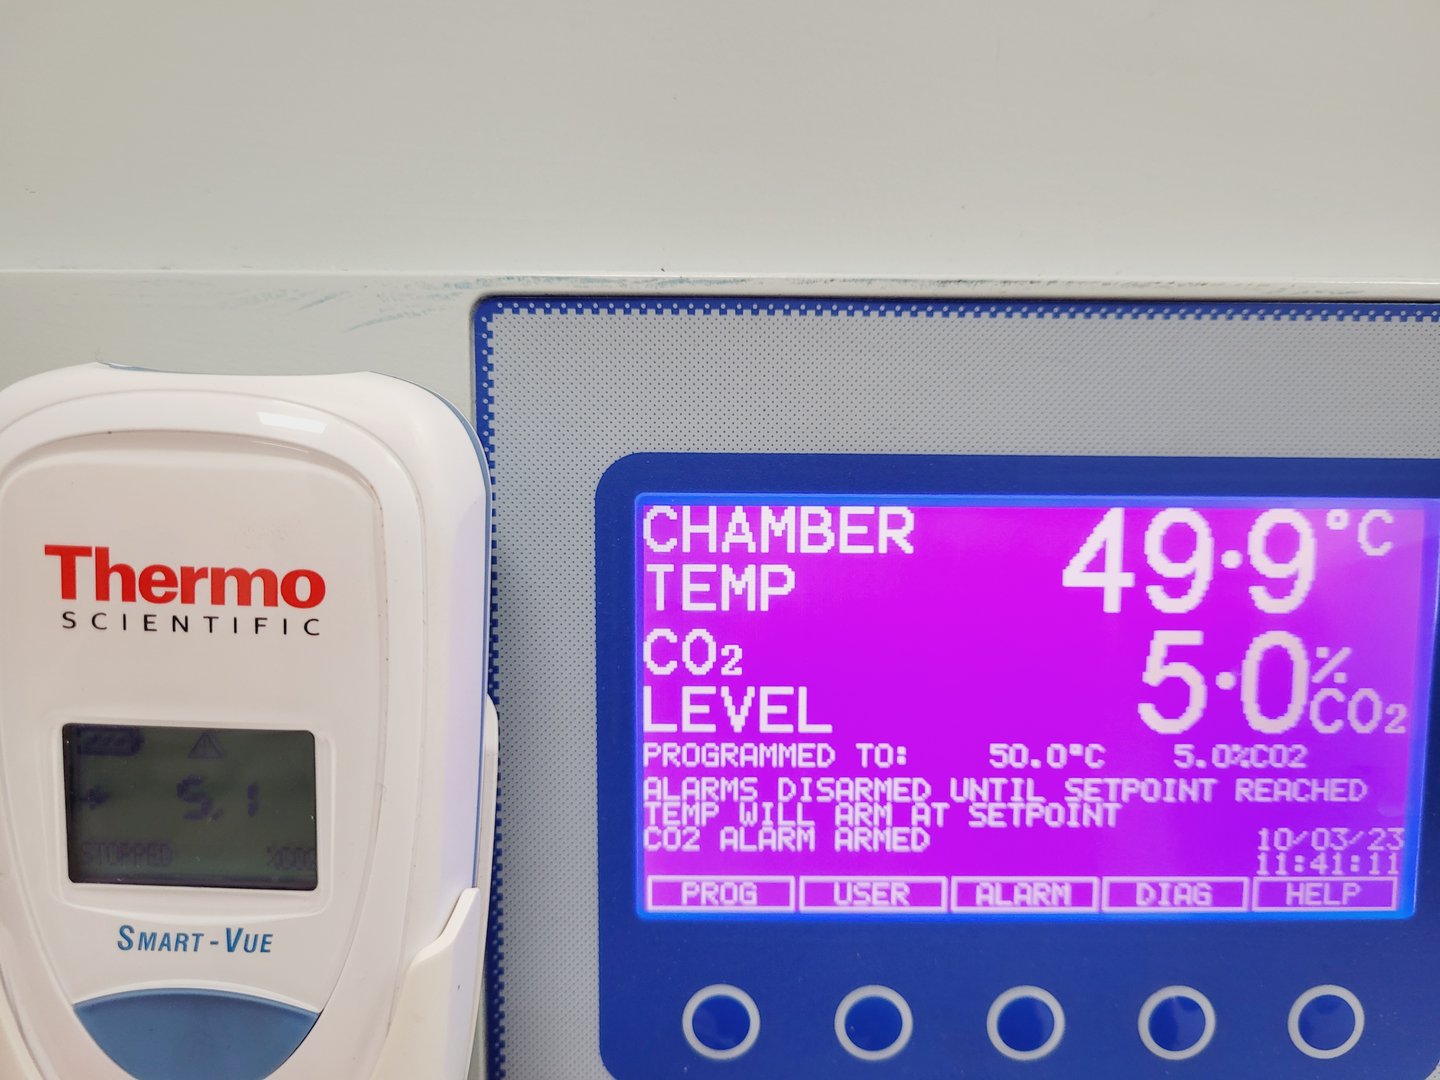 Thermo
SCIENTIFIC
5.1
STOPPED
SMART-VUE
CHAMBER
TEMP
49.9°C
CO₂
LEVEL
5.0% CO₂
PROGRAMMED TO: 50.0°C 5.0%CO2
ALARMS DISARMED UNTIL SETPOINT REACHED
TEMP WILL ARM AT SETPOINT
CO2 ALARM ARMED
10/03/23
11:41:11
PROG USER ALARM DIAG HELP